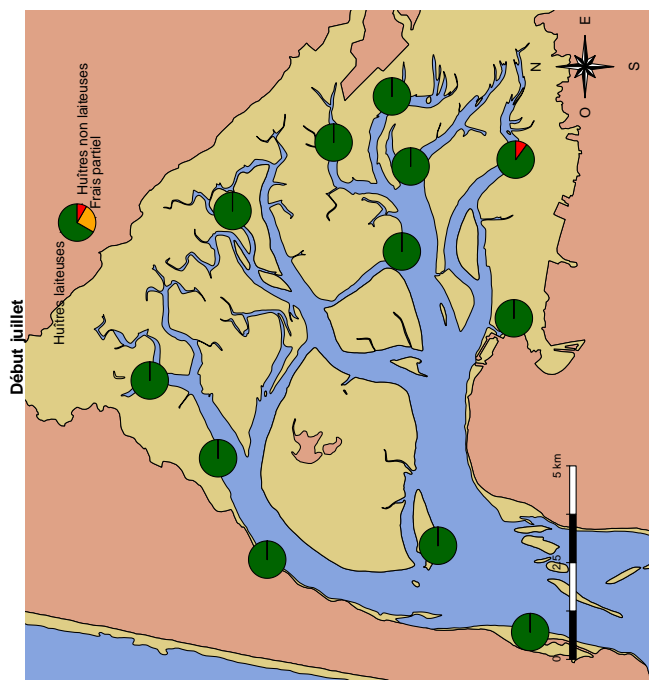 Début juillet
Huîtres laiteuses
Huîtres non laiteuses
Frais partiel
N
E
S
O
0
2.5
5 km